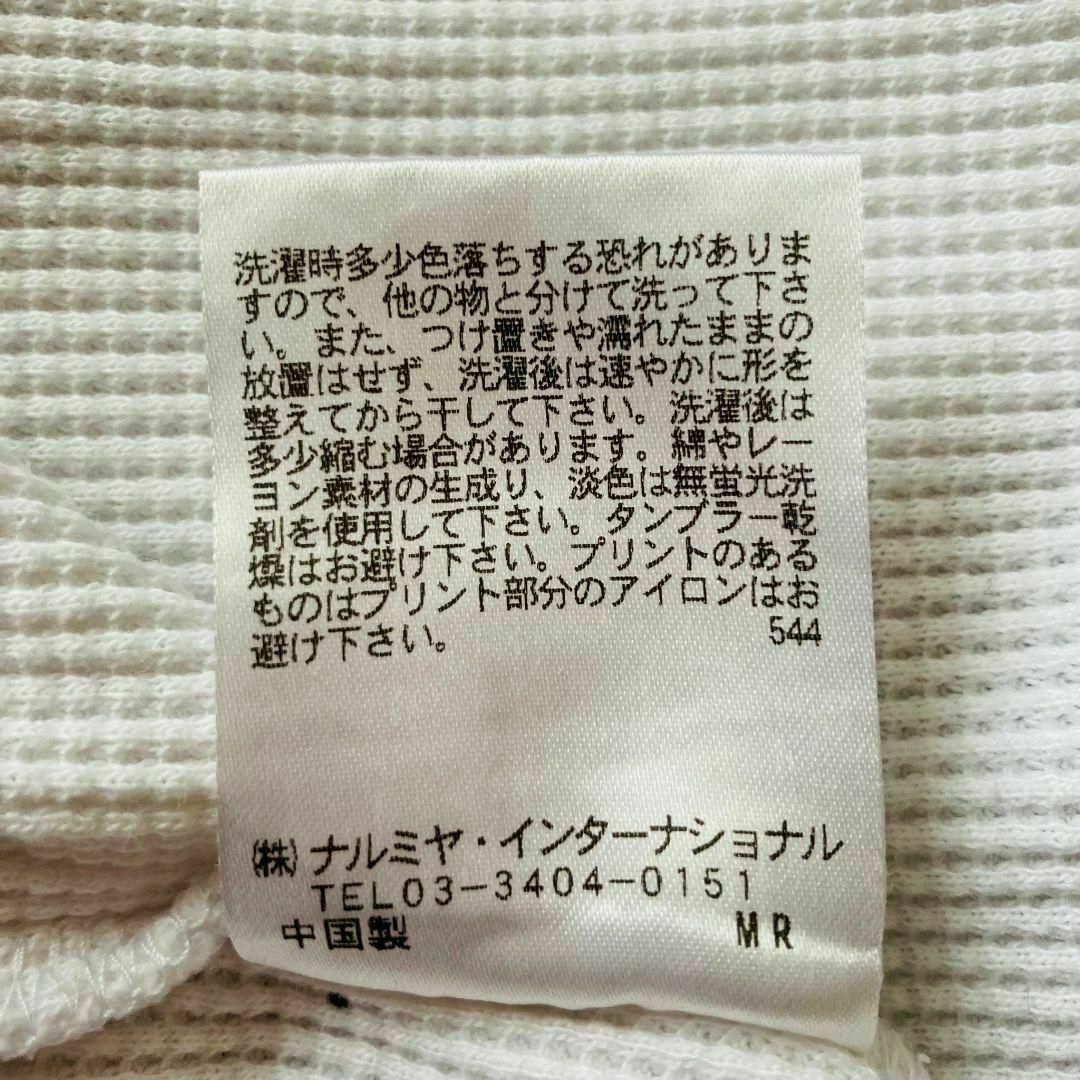 洗濯時多少色落ちする恐れがありま
すので、他の物と分けて洗って下さ
い。また、つけ置きや濡れたままの
放置はせず、洗濯後は速やかに形を
整えてから干して下さい。洗濯後は
多少縮む場合があります。綿やレー
ヨン素材の生成り、淡色は無蛍光洗
剤を使用して下さい。タンブラー乾
燥はお避け下さい。プリントのある
ものはプリント部分のアイロンはお
避け下さい。 544
㈱ナルミヤ・インターナショナル
TEL03-3404-0151
中国製 MR